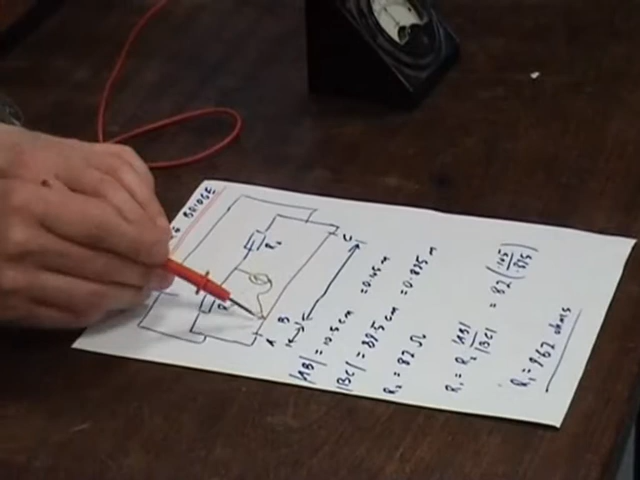 BRIDGE
R₂
C
B
A
|AB| = 10.5 cm = 0.105 m
|BC| = 89.5 cm = 0.895 m
R₂ = 82 Ω
R₁ = R₂ |AB| / |BC| = 82 (.105 / .895)
R₁ = 9.62 ohms